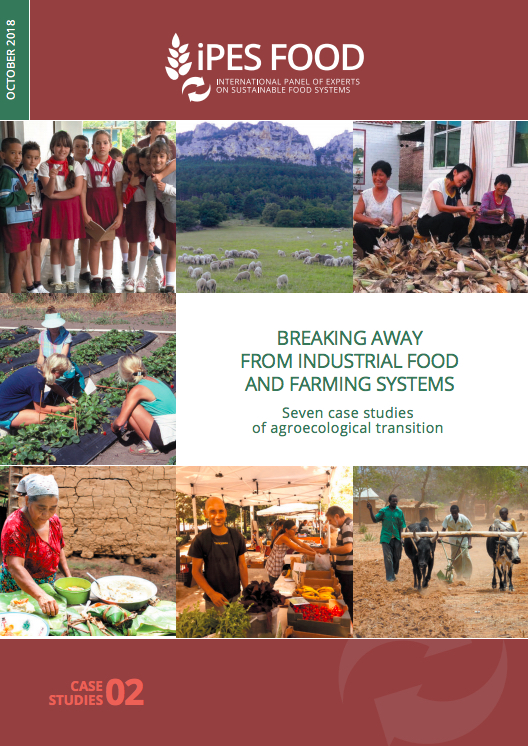 OCTOBER 2018
iPES FOOD
INTERNATIONAL PANEL OF EXPERTS
ON SUSTAINABLE FOOD SYSTEMS
BREAKING AWAY
FROM INDUSTRIAL FOOD
AND FARMING SYSTEMS
Seven case studies
of agroecological transition
CASE
STUDIES 02